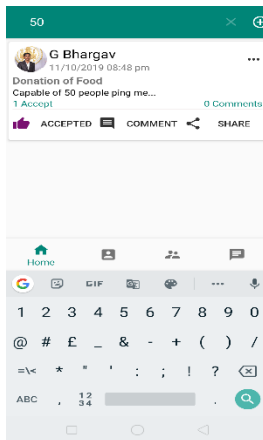 50
G Bhargav
11/10/2019 08:48 pm
Donation of Food
Capable of 50 people ping me...
1 Accept 0 Comments
ACCEPTED COMMENT SHARE
Home
G GIF
1 2 3 4 5 6 7 8 9 0
@ # £ _ & - + ( ) /
=\< * " ' : ; ! ?
ABC , 12 34 .